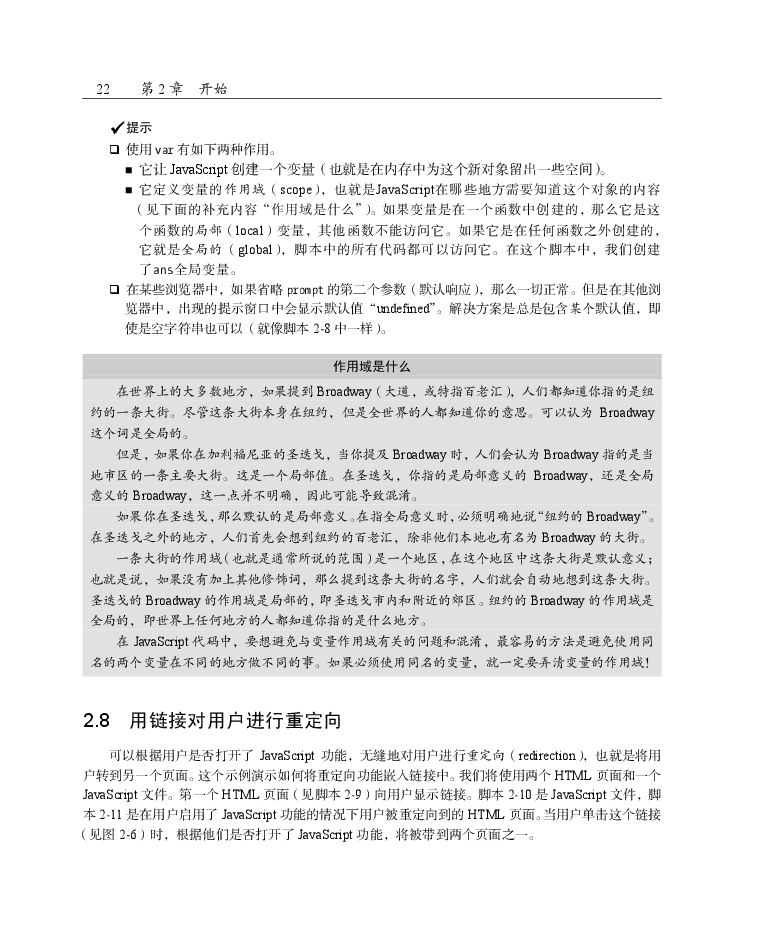 22 第 2 章 开始
✓提示
❑ 使用 var 有如下两种作用。
■ 它让 JavaScript 创建一个变量（也就是在内存中为这个新对象留出一些空间）。
■ 它定义变量的作用域（scope），也就是JavaScript在哪些地方需要知道这个对象的内容
（见下面的补充内容“作用域是什么”）。如果变量是在一个函数中创建的，那么它是这
个函数的局部（local）变量，其他函数不能访问它。如果它是在任何函数之外创建的，
它就是全局的（global），脚本中的所有代码都可以访问它。在这个脚本中，我们创建
了ans全局变量。
❑ 在某些浏览器中，如果省略 prompt 的第二个参数（默认响应），那么一切正常。但是在其他浏
览器中，出现的提示窗口中会显示默认值“undefined”。解决方案是总是包含某个默认值，即
使是空字符串也可以（就像脚本 2-8 中一样）。
作用域是什么
在世界上的大多数地方，如果提到 Broadway（大道，或特指百老汇），人们都知道你指的是纽
约的一条大街。尽管这条大街本身在纽约，但是全世界的人都知道你的意思。可以认为 Broadway
这个词是全局的。
但是，如果你在加利福尼亚的圣迭戈，当你提及 Broadway 时，人们会认为 Broadway 指的是当
地市区的一条主要大街。这是一个局部值。在圣迭戈，你指的是局部意义的 Broadway，还是全局
意义的 Broadway，这一点并不明确，因此可能导致混淆。
如果你在圣迭戈，那么默认的是局部意义。在指全局意义时，必须明确地说“纽约的 Broadway”。
在圣迭戈之外的地方，人们首先会想到纽约的百老汇，除非他们本地也有名为 Broadway 的大街。
一条大街的作用域（也就是通常所说的范围）是一个地区，在这个地区中这条大街是默认意义；
也就是说，如果没有加上其他修饰词，那么提到这条大街的名字，人们就会自动地想到这条大街。
圣迭戈的 Broadway 的作用域是局部的，即圣迭戈市内和附近的郊区。纽约的 Broadway 的作用域是
全局的，即世界上任何地方的人都知道你指的是什么地方。
在 JavaScript 代码中，要想避免与变量作用域有关的问题和混淆，最容易的方法是避免使用同
名的两个变量在不同的地方做不同的事。如果必须使用同名的变量，就一定要弄清变量的作用域！
2.8 用链接对用户进行重定向
可以根据用户是否打开了 JavaScript 功能，无缝地对用户进行重定向（redirection），也就是将用
户转到另一个页面。这个示例演示如何将重定向功能嵌入链接中。我们将使用两个 HTML 页面和一个
JavaScript 文件。第一个 HTML 页面（见脚本 2-9）向用户显示链接。脚本 2-10 是 JavaScript 文件，脚
本 2-11 是在用户启用了 JavaScript 功能的情况下用户被重定向到的 HTML 页面。当用户单击这个链接
（见图 2-6）时，根据他们是否打开了 JavaScript 功能，将被带到两个页面之一。